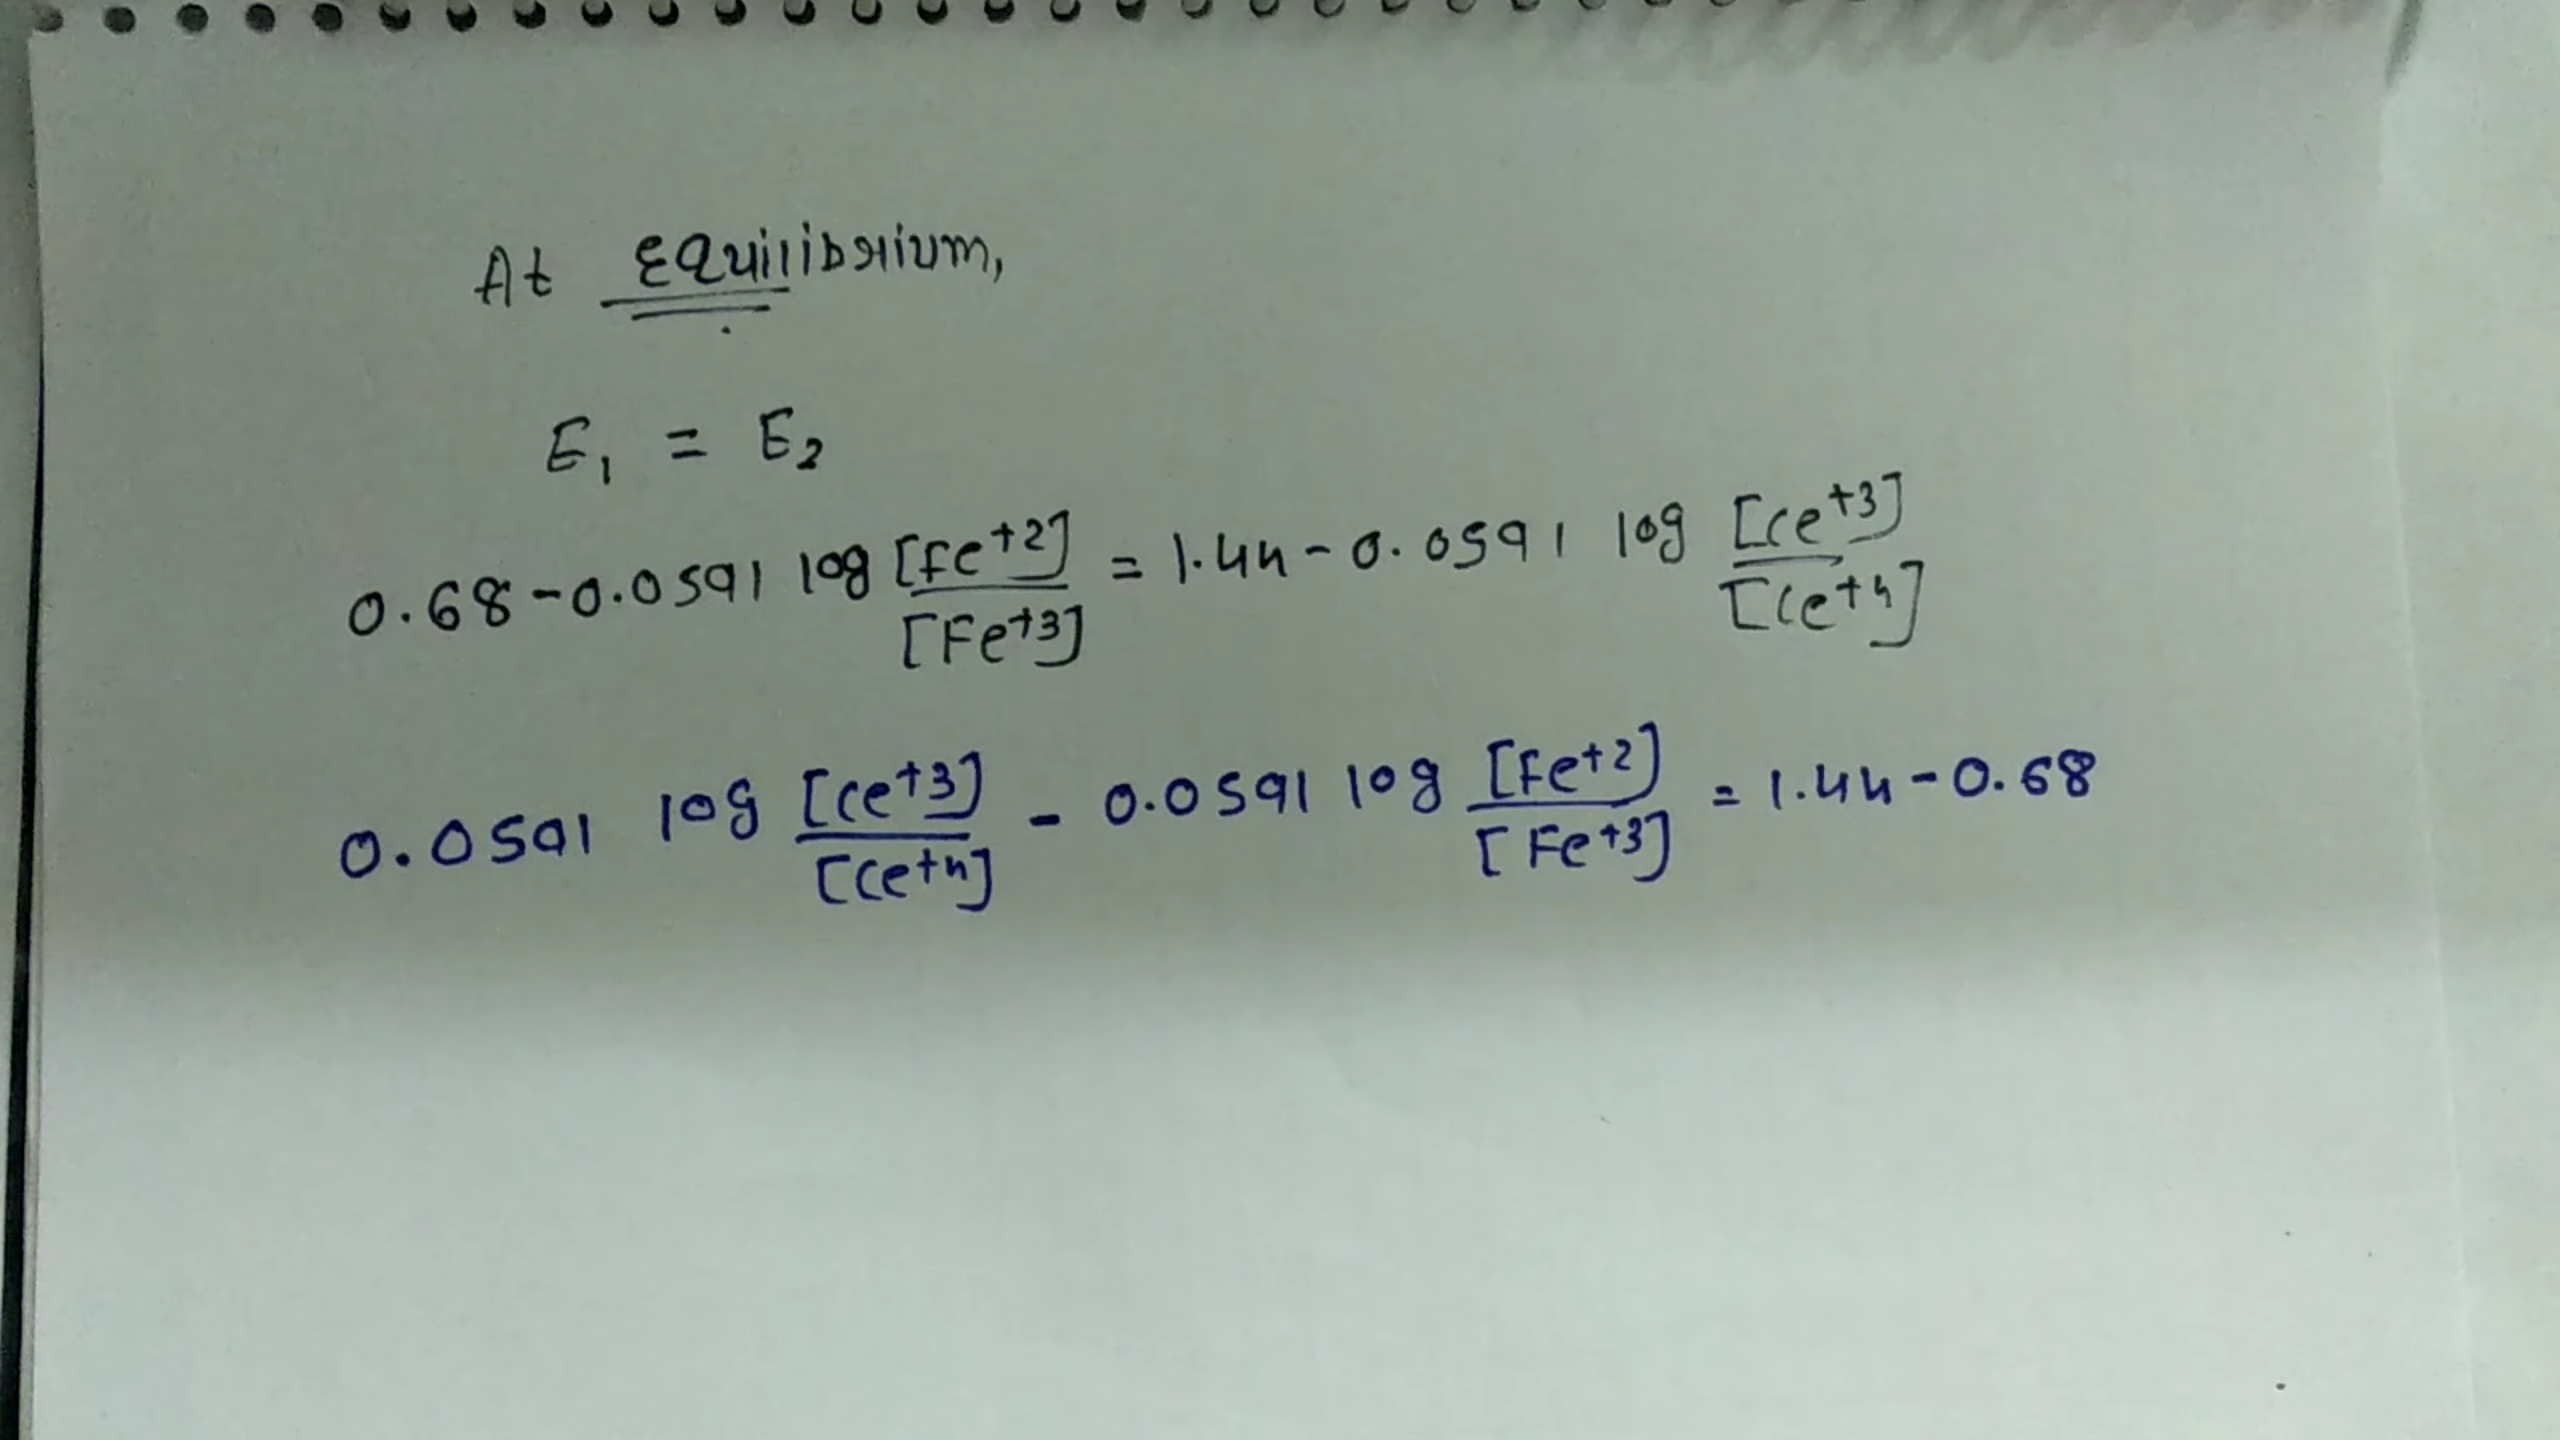 At Equilibrium,
E₁ = E₂
0.68-0.0591 log [Fe⁺²]/[Fe⁺³] = 1.44-0.0591 log [Ce⁺³]/[Ce⁺⁴]
0.0591 log [Ce⁺³]/[Ce⁺⁴] - 0.0591 log [Fe⁺²]/[Fe⁺³] = 1.44-0.68